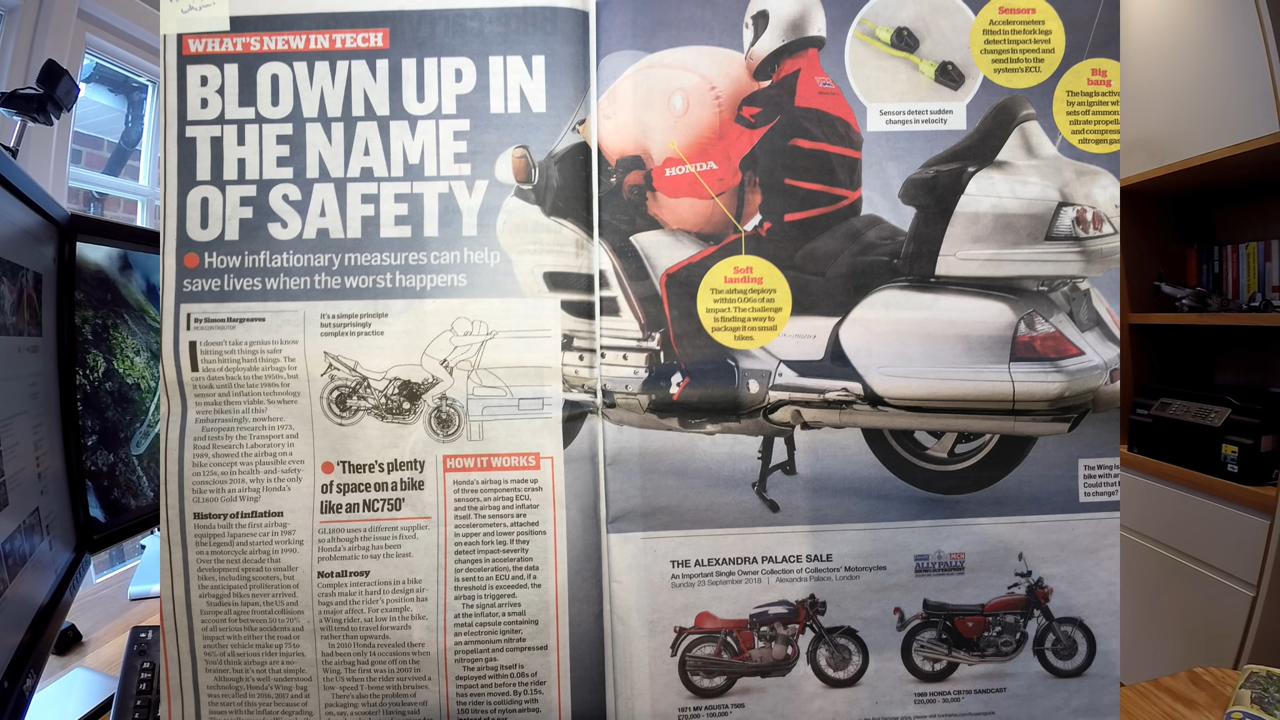 WHAT'S NEW IN TECH
BLOWN UP IN
THE NAME
OF SAFETY
● How inflationary measures can help
save lives when the worst happens
By Simon Hargreaves
MCN CONTRIBUTOR
It doesn't take a genius to know
hitting soft things is safer
than hitting hard things. The
idea of deployable airbags for
cars dates back to the 1950s, but
it took until the late 1980s for
sensor and inflation technology
to make them viable. So where
were bikes in all this?
Embarrassingly, nowhere.
European research in 1973,
and tests by the Transport and
Road Research Laboratory in
1989, showed the airbag on a
bike concept was plausible even
on 125s, so in health-and-safety-
conscious 2018, why is the only
bike with an airbag Honda's
GL1800 Gold Wing?
History of inflation
Honda built the first airbag-
equipped Japanese car in 1987
(the Legend) and started working
on a motorcycle airbag in 1990.
Over the next decade that
development spread to smaller
bikes, including scooters, but
the anticipated proliferation of
airbagged bikes never arrived.
Studies in Japan, the US and
Europe all agree frontal collisions
account for between 50 to 70%
of all serious bike accidents and
impact with either the road or
another vehicle make up 75 to
96% of all serious rider injuries.
You'd think airbags are a no-
brainer, but it's not that simple.
Although it's well-understood
technology, Honda's Wing-bag
was recalled in 2016, 2017 and at
the start of this year because of
issues with the inflator degrading.
It's a simple principle
but surprisingly
complex in practice
● 'There's plenty
of space on a bike
like an NC750'
GL1800 uses a different supplier,
so although the issue is fixed,
Honda's airbag has been
problematic to say the least.
Not all rosy
Complex interactions in a bike
crash make it hard to design air-
bags and the rider's position has
a major affect. For example,
a Wing rider, sat low in the bike,
will tend to travel forwards
rather than upwards.
In 2010 Honda revealed there
had been only 14 occasions when
the airbag had gone off on the
Wing. The first was in 2007 in
the US when the rider survived a
low-speed T-bone with bruises.
There's also the problem of
packaging: what do you leave off
on, say, a scooter? Having said
HOW IT WORKS
Honda's airbag is made up
of three components: crash
sensors, an airbag ECU,
and the airbag and inflator
itself. The sensors are
accelerometers, attached
in upper and lower positions
on each fork leg. If they
detect impact-severity
changes in acceleration
(or deceleration), the data
is sent to an ECU and, if a
threshold is exceeded, the
airbag is triggered.
The signal arrives
at the inflator, a small
metal capsule containing
an electronic igniter,
an ammonium nitrate
propellant and compressed
nitrogen gas.
The airbag itself is
deployed within 0.06s of
impact and before the rider
has even moved. By 0.15s,
the rider is colliding with
150 litres of nylon airbag,
HONDA
Soft
landing
The airbag deploys
within 0.06s of an
impact. The challenge
is finding a way to
package it on small
bikes.
Sensors detect sudden
changes in velocity
Sensors
Accelerometers
fitted in the fork legs
detect impact-level
changes in speed and
send info to the
system's ECU.
Big
bang
The bag is activa
by an igniter wh
sets off ammon
nitrate propell
and compress
nitrogen gas
The Wing is
bike with an
Could that
to change?
THE ALEXANDRA PALACE SALE
An Important Single Owner Collection of Collectors' Motorcycles
Sunday 23 September 2018 | Alexandra Palace, London
ALLY PALLY
MCN
1971 MV AGUSTA 750S
£70,000 - 100,000 *
1969 HONDA CB750 SANDCAST
£20,000 - 30,000 *